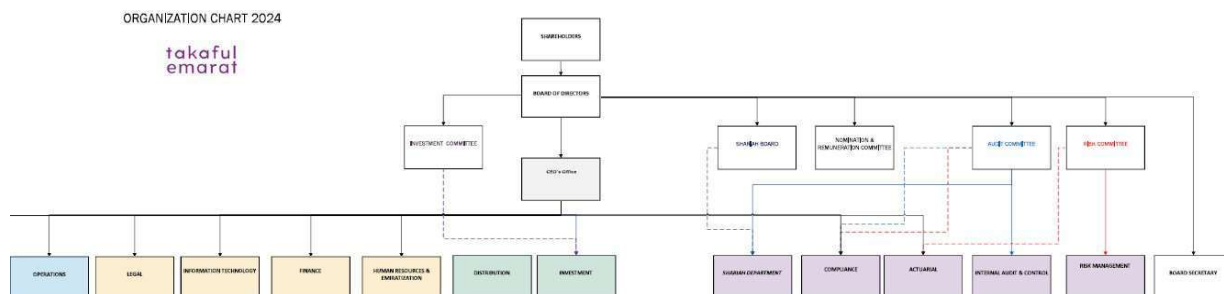 ORGANIZATION CHART 2024
takaful
emarat
SHAREHOLDERS
BOARD OF DIRECTORS
INVESTMENT COMMITTEE
SHARIAH BOARD
NOMINATION &
REMUNERATION COMMITTEE
AUDIT COMMITTEE
RISK COMMITTEE
CEO's Office
OPERATIONS
LEGAL
INFORMATION TECHNOLOGY
FINANCE
HUMAN RESOURCES &
EMIRATIZATION
DISTRIBUTION
INVESTMENT
SHARIAH DEPARTMENT
COMPLIANCE
ACTUARIAL
INTERNAL AUDIT & CONTROL
RISK MANAGEMENT
BOARD SECRETARY